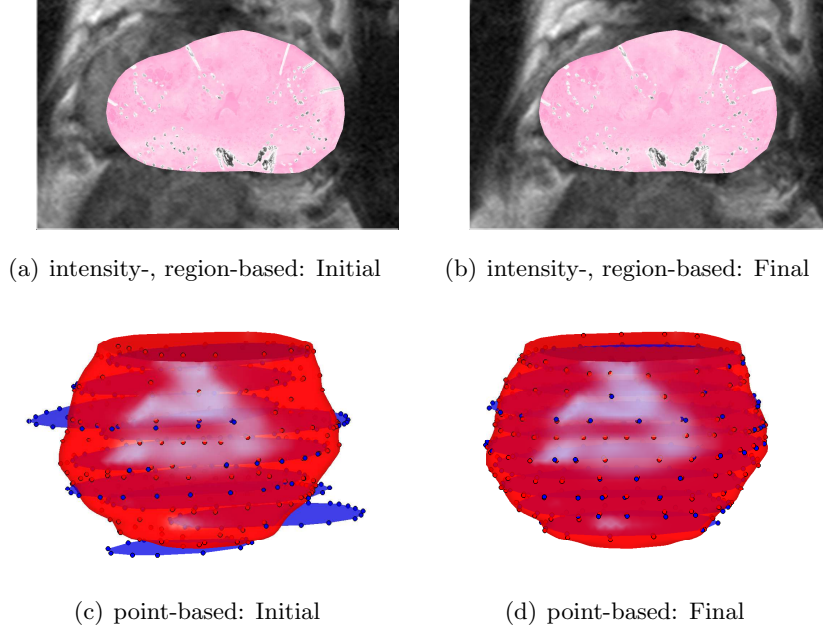 (a) intensity-, region-based: Initial
(b) intensity-, region-based: Final
(c) point-based: Initial
(d) point-based: Final